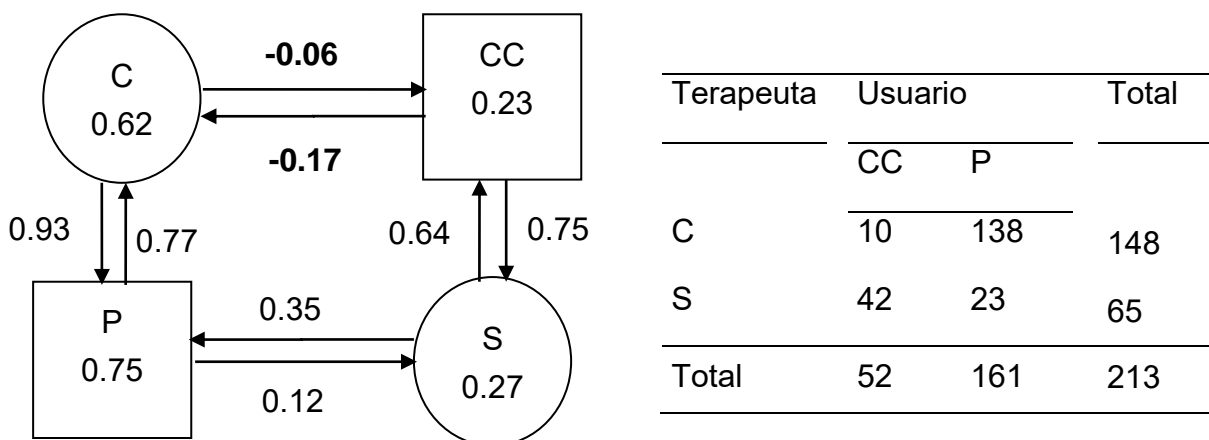 C
0.62
-0.06
-0.17
CC
0.23
0.93
0.77
0.64
0.75
P
0.75
0.35
0.12
S
0.27
Terapeuta Usuario Total
CC P
C 10 138 148
S 42 23 65
Total 52 161 213